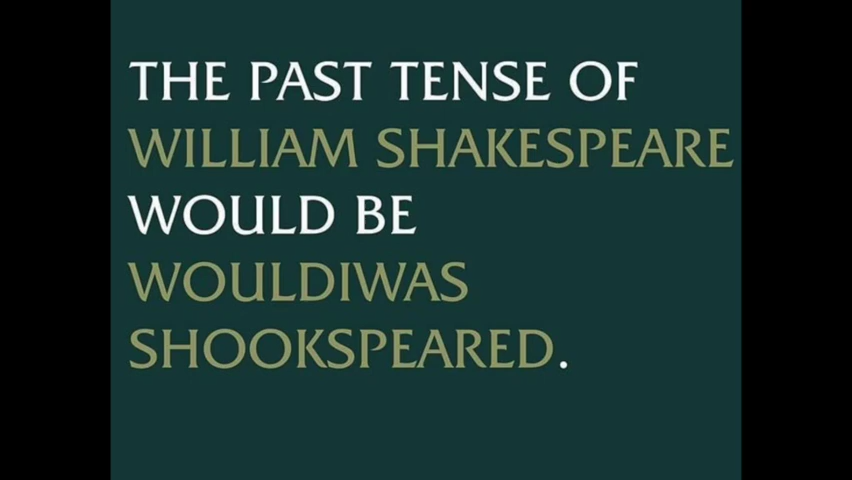 THE PAST TENSE OF
WILLIAM SHAKESPEARE
WOULD BE
WOULDIWAS
SHOOKSPEARED.